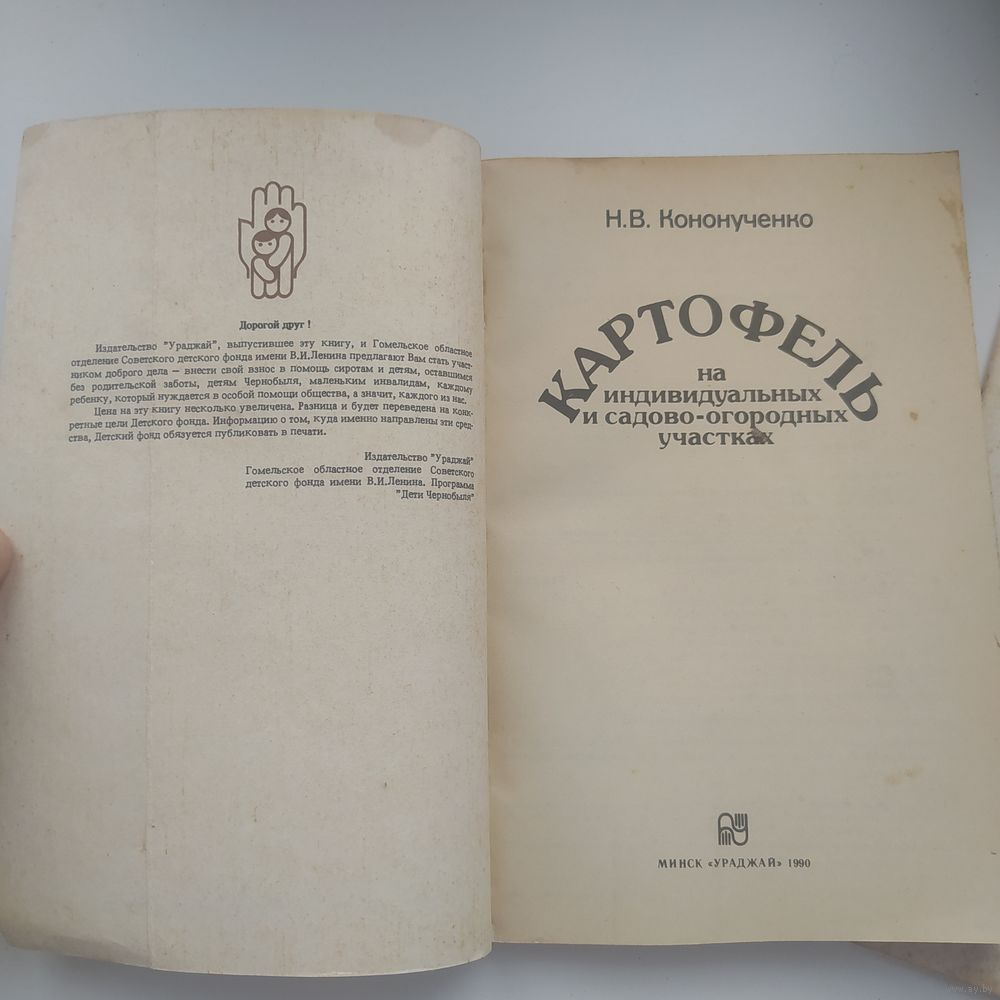 Дорогой друг!
Издательство "Ураджай", выпустившее эту книгу, и Гомельское областное
отделение Советского детского фонда имени В.И.Ленина предлагают Вам стать участ-
ником доброго дела — внести свой взнос в помощь сиротам и детям, оставшимся
без родительской заботы, детям Чернобыля, маленьким инвалидам, каждому
ребенку, который нуждается в особой помощи общества, а значит, каждого из нас.
Цена на эту книгу несколько увеличена. Разница и будет переведена на конк-
ретные цели Детского фонда. Информацию о том, куда именно направлены эти сред-
ства, Детский фонд обязуется публиковать в печати.
Издательство "Ураджай"
Гомельское областное отделение Советского
детского фонда имени В.И.Ленина. Программа
"Дети Чернобыля"
Н.В. Кононученко
КАРТОФЕЛЬ
на
индивидуальных
и садово-огородных
участках
МИНСК «УРАДЖАЙ» 1990
www.ay.by